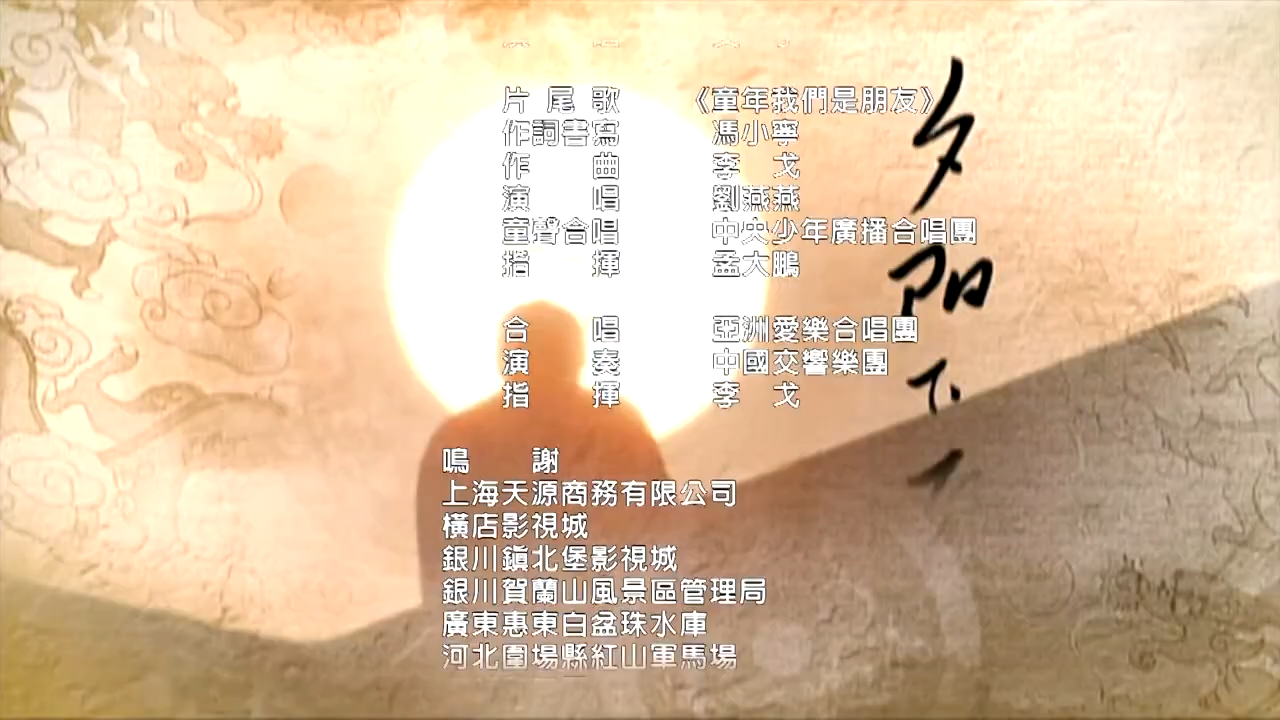 片尾歌 《童年我們是朋友》
作詞書寫 馮小寧
作曲 李戈
演唱 劉燕燕
童聲合唱 中央少年廣播合唱團
指揮 孟大鵬
合唱 亞洲愛樂合唱團
演奏 中國交響樂團
指揮 李戈
鳴謝
上海天源商務有限公司
橫店影視城
銀川鎮北堡影視城
銀川賀蘭山風景區管理局
廣東惠東白盆珠水庫
河北圍場縣紅山軍馬場
夕陽下